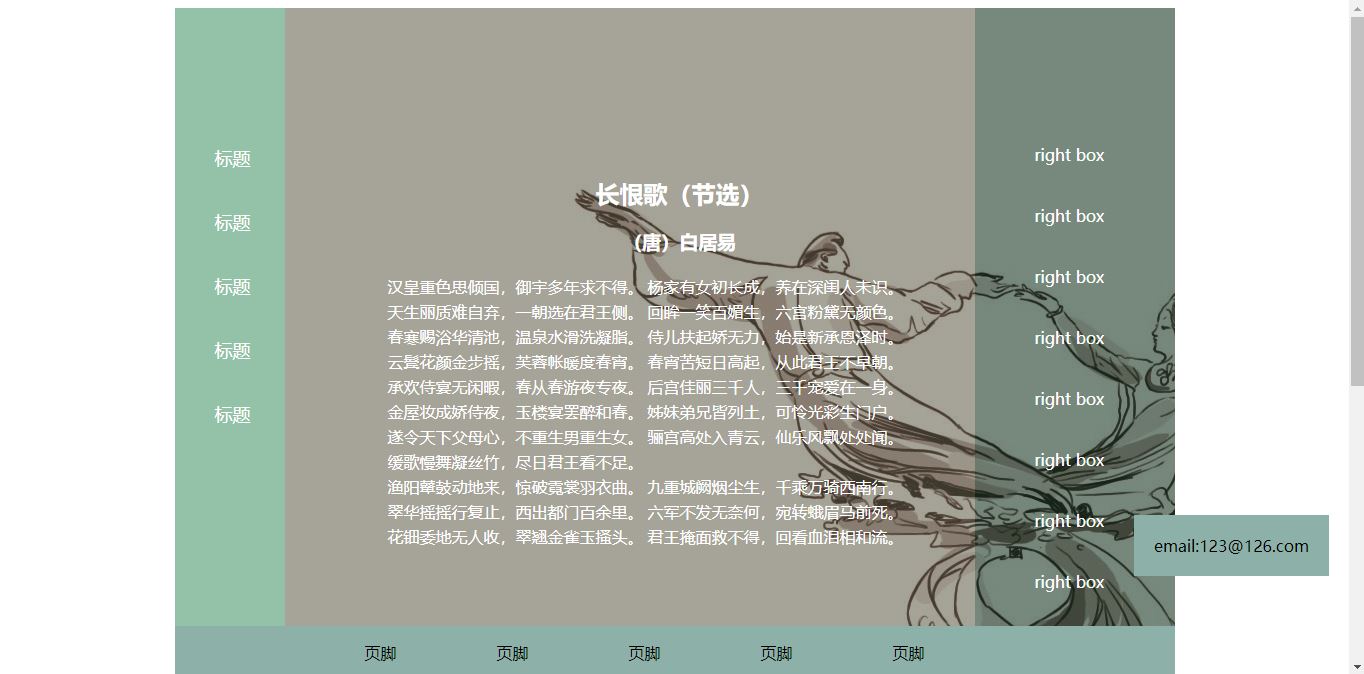 标题
标题
标题
标题
标题
长恨歌（节选）
（唐）白居易
汉皇重色思倾国，御宇多年求不得。 杨家有女初长成，养在深闺人未识。
天生丽质难自弃，一朝选在君王侧。 回眸一笑百媚生，六宫粉黛无颜色。
春寒赐浴华清池，温泉水滑洗凝脂。 侍儿扶起娇无力，始是新承恩泽时。
云鬓花颜金步摇，芙蓉帐暖度春宵。 春宵苦短日高起，从此君王不早朝。
承欢侍宴无闲暇，春从春游夜专夜。 后宫佳丽三千人，三千宠爱在一身。
金屋妆成娇侍夜，玉楼宴罢醉和春。 姊妹弟兄皆列土，可怜光彩生门户。
遂令天下父母心，不重生男重生女。 骊宫高处入青云，仙乐风飘处处闻。
缓歌慢舞凝丝竹，尽日君王看不足。
渔阳鼙鼓动地来，惊破霓裳羽衣曲。 九重城阙烟尘生，千乘万骑西南行。
翠华摇摇行复止，西出都门百余里。 六军不发无奈何，宛转蛾眉马前死。
花钿委地无人收，翠翘金雀玉搔头。 君王掩面救不得，回看血泪相和流。
right box
right box
right box
right box
right box
right box
right box
right box
email:123@126.com
页脚
页脚
页脚
页脚
页脚